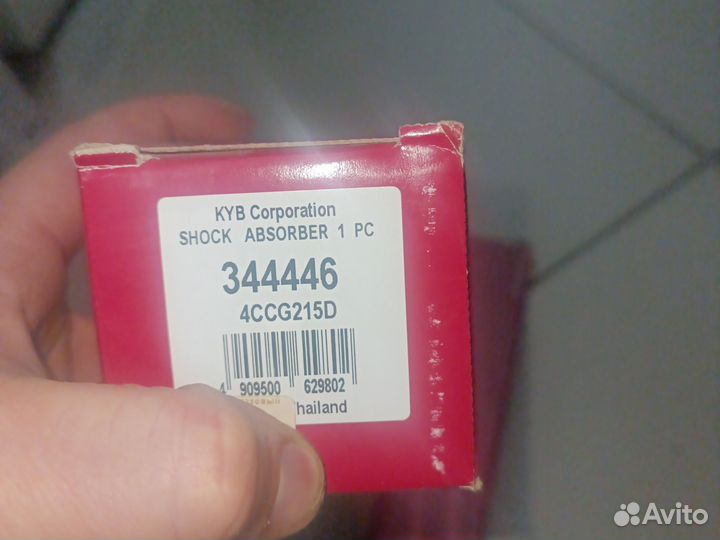 KYB Corporation
SHOCK ABSORBER 1 PC
344446
4CCG215D
4 909500 629802
hailand
Avito